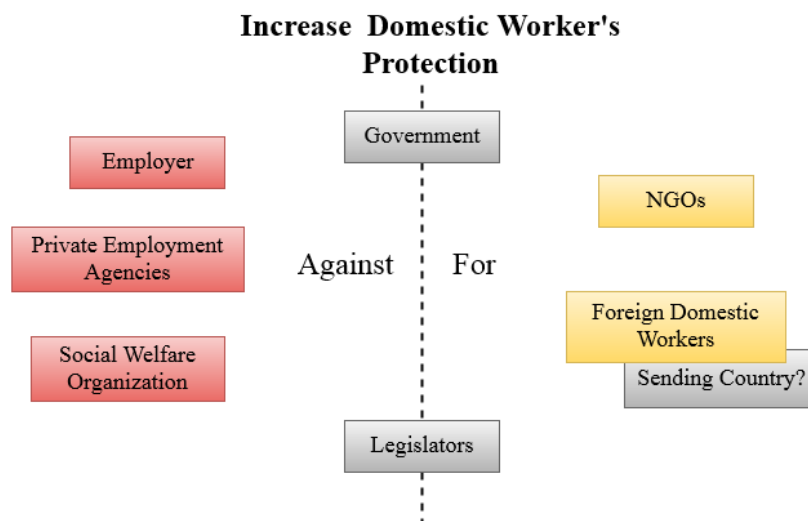 Increase Domestic Worker's
Protection
Government
Employer
NGOs
Private Employment
Agencies
Against
For
Foreign Domestic
Workers
Social Welfare
Organization
Sending Country?
Legislators